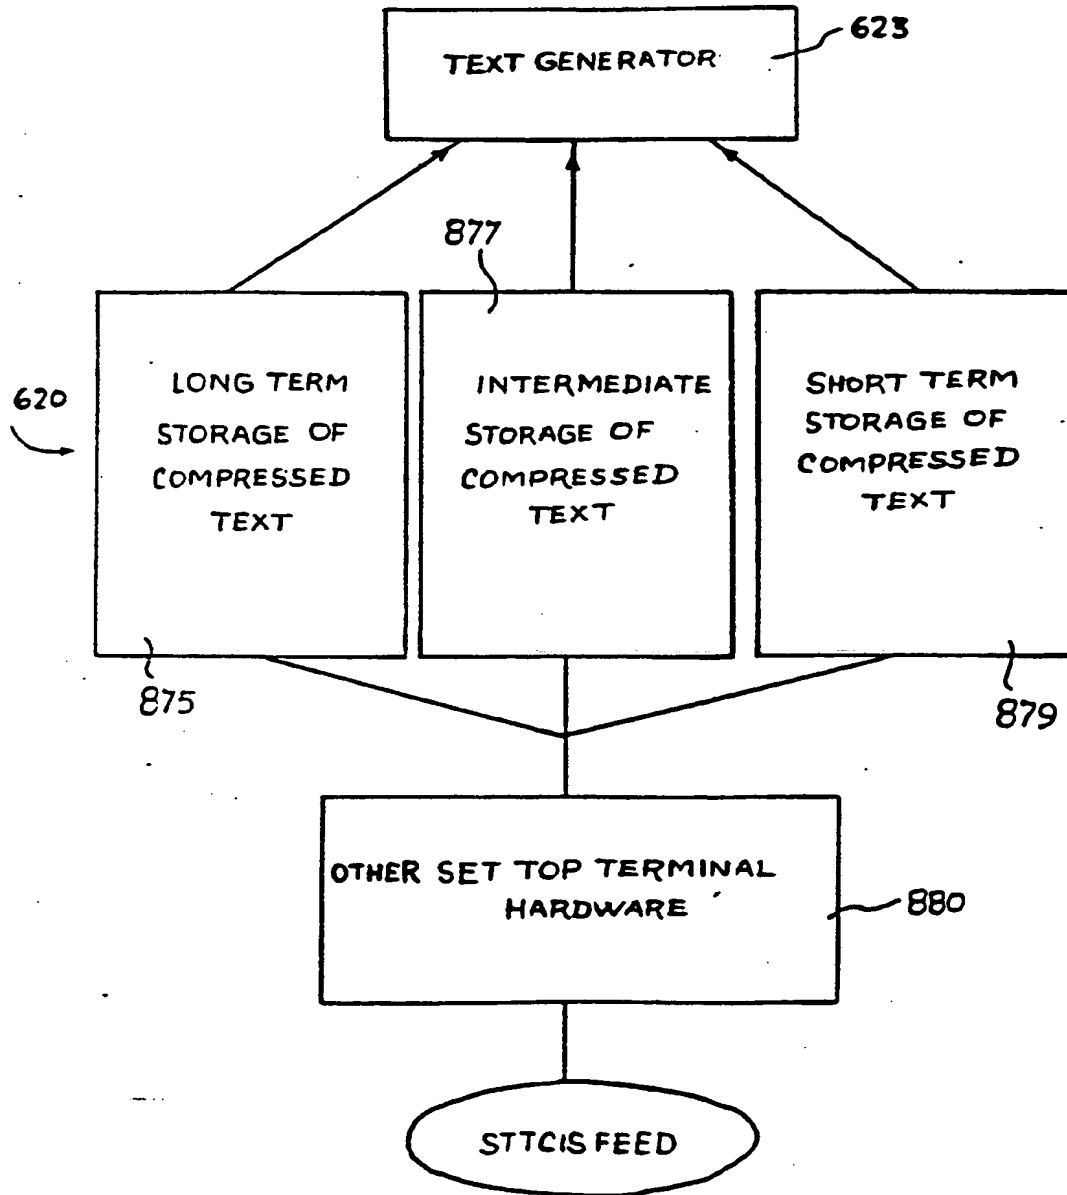 TEXT GENERATOR
623
877
620
LONG TERM
STORAGE OF
COMPRESSED
TEXT
INTERMEDIATE
STORAGE OF
COMPRESSED
TEXT
SHORT TERM
STORAGE OF
COMPRESSED
TEXT
875
879
OTHER SET TOP TERMINAL
HARDWARE
880
STTCIS FEED